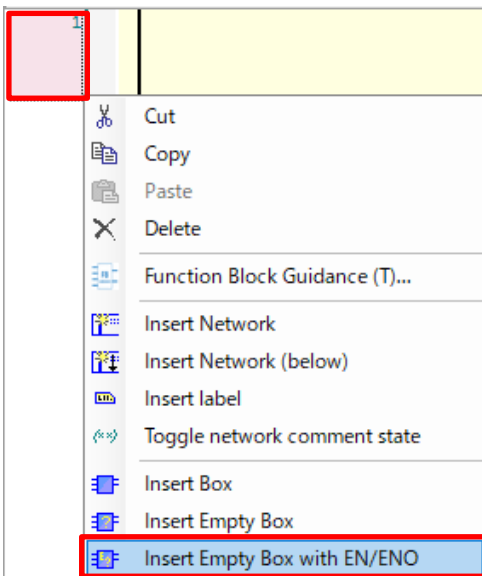 1
Cut
Copy
Paste
Delete
Function Block Guidance (T)...
Insert Network
Insert Network (below)
Insert label
Toggle network comment state
Insert Box
Insert Empty Box
Insert Empty Box with EN/ENO